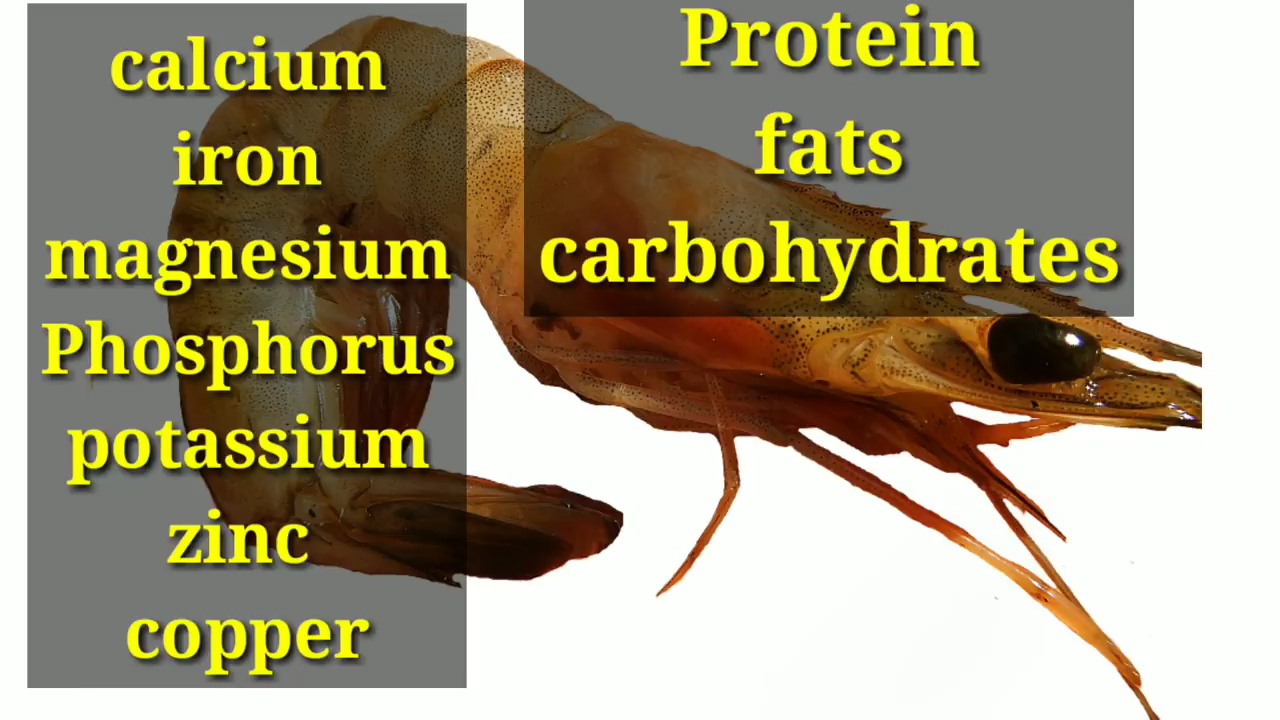 calcium
iron
magnesium
Phosphorus
potassium
zinc
copper
Protein
fats
carbohydrates